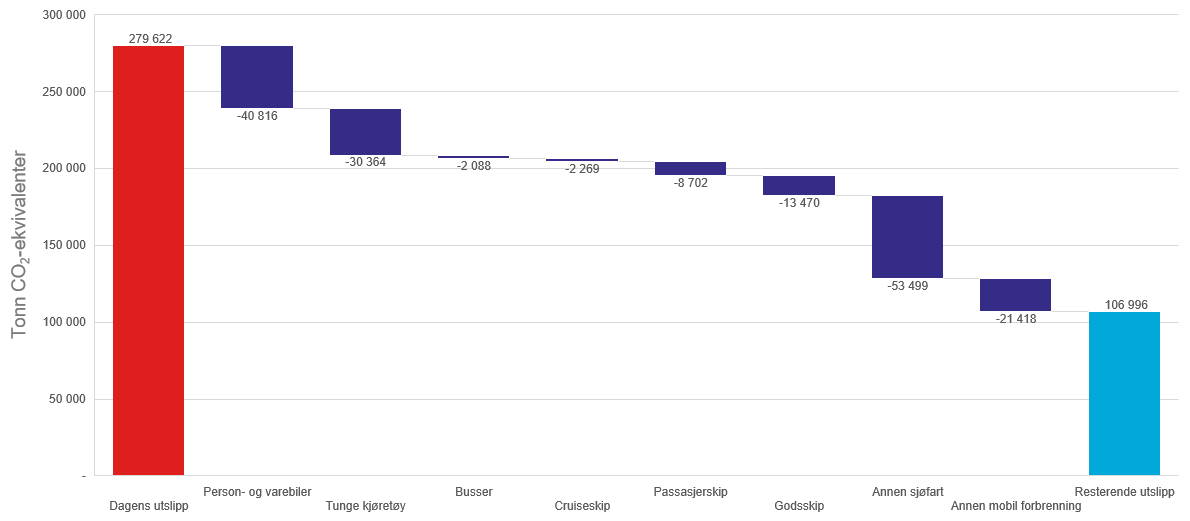 Tonn CO₂-ekvivalenter
300 000
250 000
200 000
150 000
100 000
50 000
-
279 622
-40 816
-30 364
-2 088
-2 269
-8 702
-13 470
-53 499
-21 418
106 996
Dagens utslipp
Person- og varebiler
Tunge kjøretøy
Busser
Cruiseskip
Passasjerskip
Godsskip
Annen sjøfart
Annen mobil forbrenning
Resterende utslipp